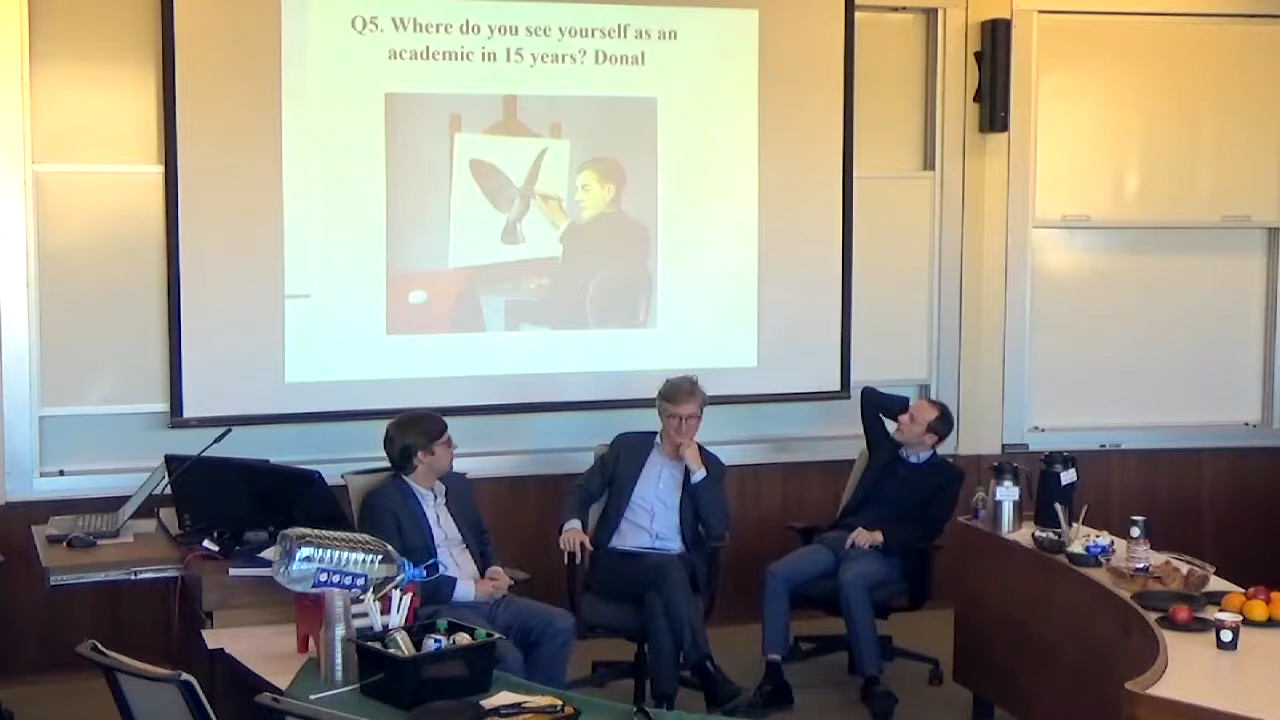 Q5. Where do you see yourself as an
academic in 15 years? Donal